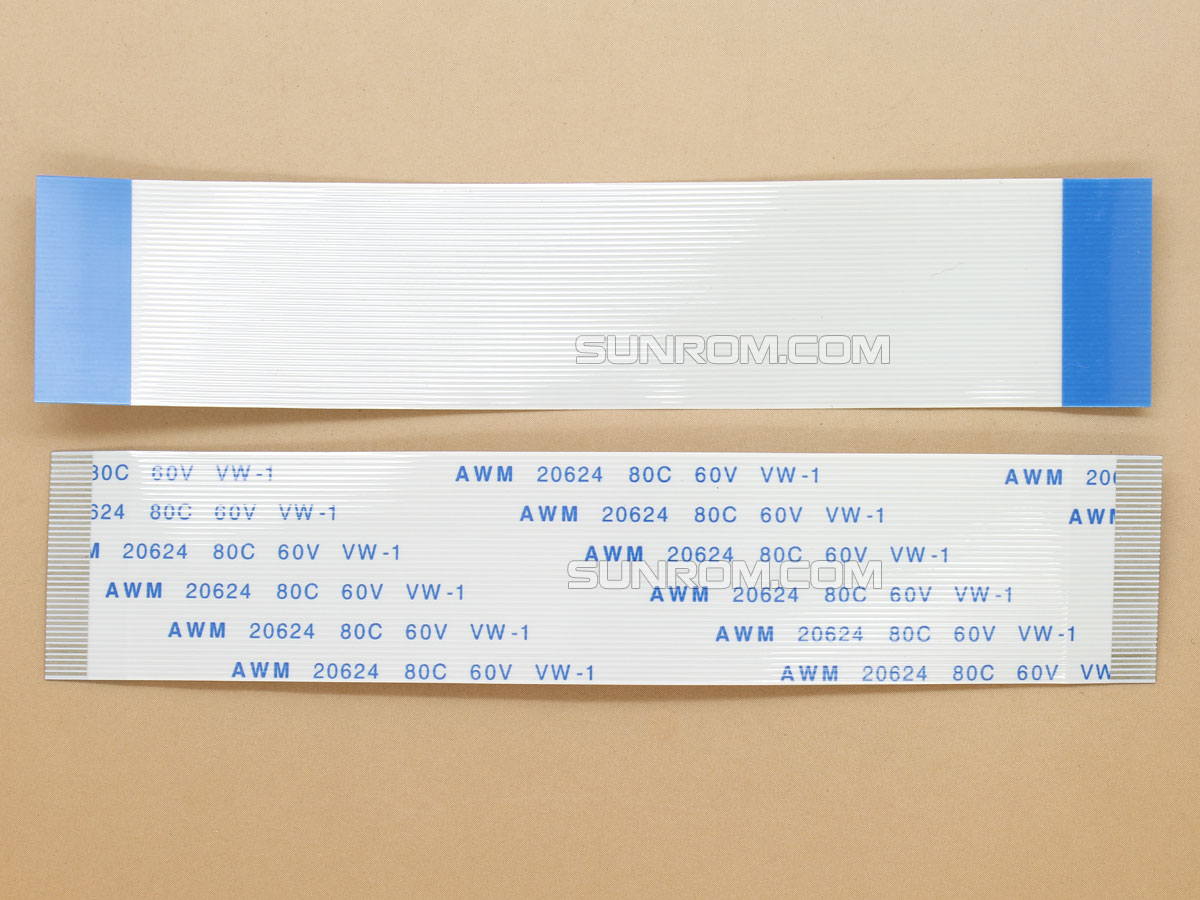 SUNROM.COM
80C 60V VW-1 AWM 20624 80C 60V VW-1 AWM 20
624 80C 60V VW-1 AWM 20624 80C 60V VW-1 AW
M 20624 80C 60V VW-1 AWM 20624 80C 60V VW-1
SUNROM.COM
AWM 20624 80C 60V VW-1 AWM 20624 80C 60V VW-1
AWM 20624 80C 60V VW-1 AWM 20624 80C 60V VW-1
AWM 20624 80C 60V VW-1 AWM 20624 80C 60V VW